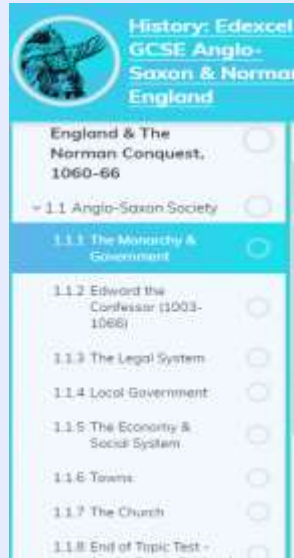 History: Edexcel
GCSE Anglo-
Saxon & Norman
England
England & The
Norman Conquest,
1060-66
1.1 Anglo-Saxon Society
1.1.1 The Monarchy &
Government
1.1.2 Edward the
Confessor (1003-
1066)
1.1.3 The Legal System
1.1.4 Local Government
1.1.5 The Economy &
Social System
1.1.6 Towns
1.1.7 The Church
1.1.8 End of Topic Test -